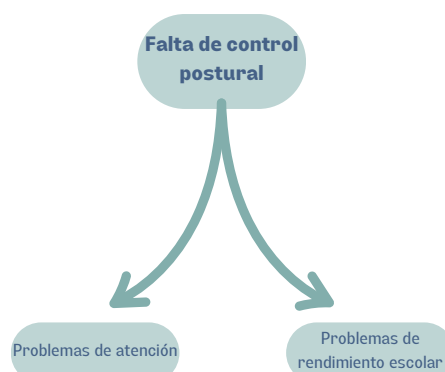 Falta de control
postural
Problemas de atención
Problemas de
rendimiento escolar